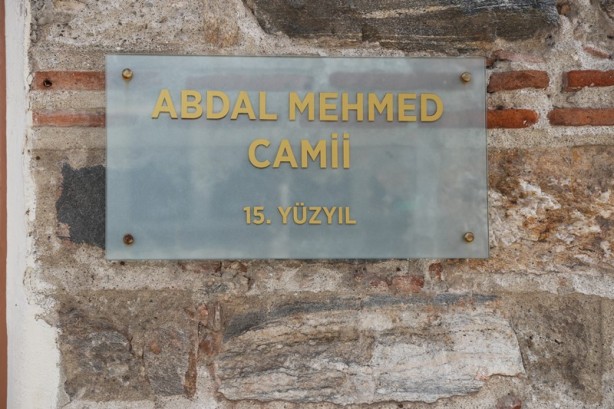 ABDAL MEHMED
CAMİİ
15. YÜZYIL